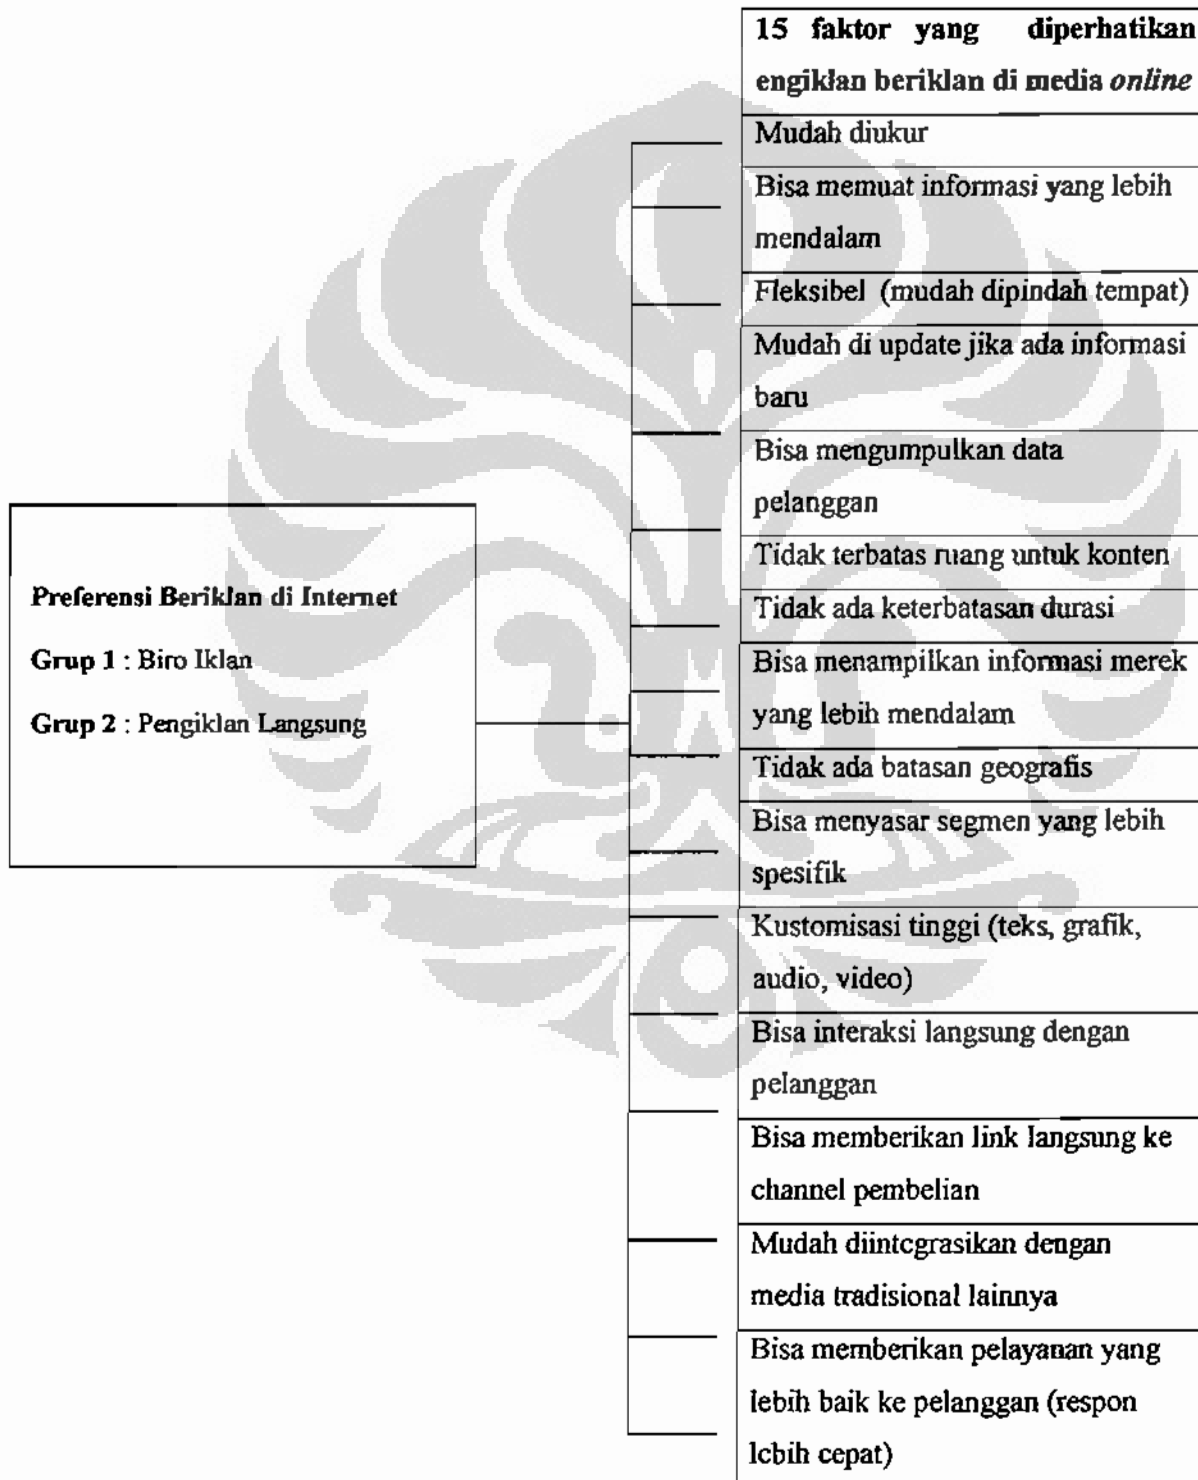 15 faktor yang diperhatikan
engiklan beriklan di media online
Mudah diukur
Bisa memuat informasi yang lebih
mendalam
Fleksibel (mudah dipindah tempat)
Mudah di update jika ada informasi
baru
Bisa mengumpulkan data
pelanggan
Tidak terbatas ruang untuk konten
Tidak ada keterbatasan durasi
Bisa menampilkan informasi merek
yang lebih mendalam
Tidak ada batasan geografis
Bisa menyasar segmen yang lebih
spesifik
Kustomisasi tinggi (teks, grafik,
audio, video)
Bisa interaksi langsung dengan
pelanggan
Bisa memberikan link langsung ke
channel pembelian
Mudah diintegrasikan dengan
media tradisional lainnya
Bisa memberikan pelayanan yang
lebih baik ke pelanggan (respon
lebih cepat)
Preferensi Beriklan di Internet
Grup 1 : Biro Iklan
Grup 2 : Pengiklan Langsung